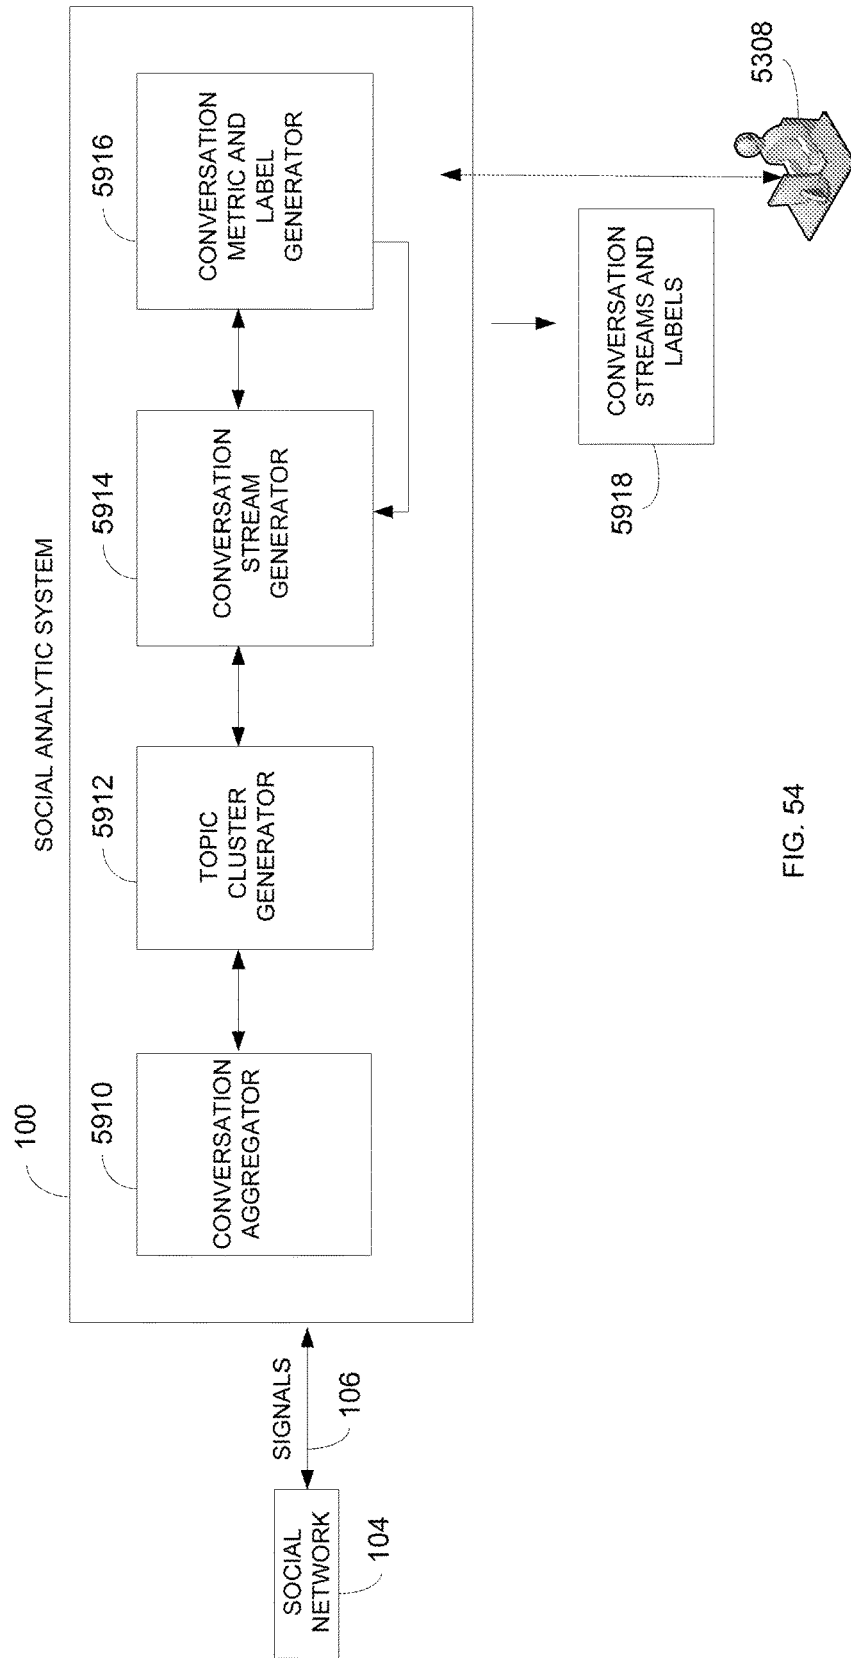 SOCIAL ANALYTIC SYSTEM
100
5910
CONVERSATION
AGGREGATOR
5912
TOPIC
CLUSTER
GENERATOR
5914
CONVERSATION
STREAM
GENERATOR
5916
CONVERSATION
METRIC AND
LABEL
GENERATOR
SIGNALS
106
SOCIAL
NETWORK
104
CONVERSATION
STREAMS AND
LABELS
5918
5308
FIG. 54